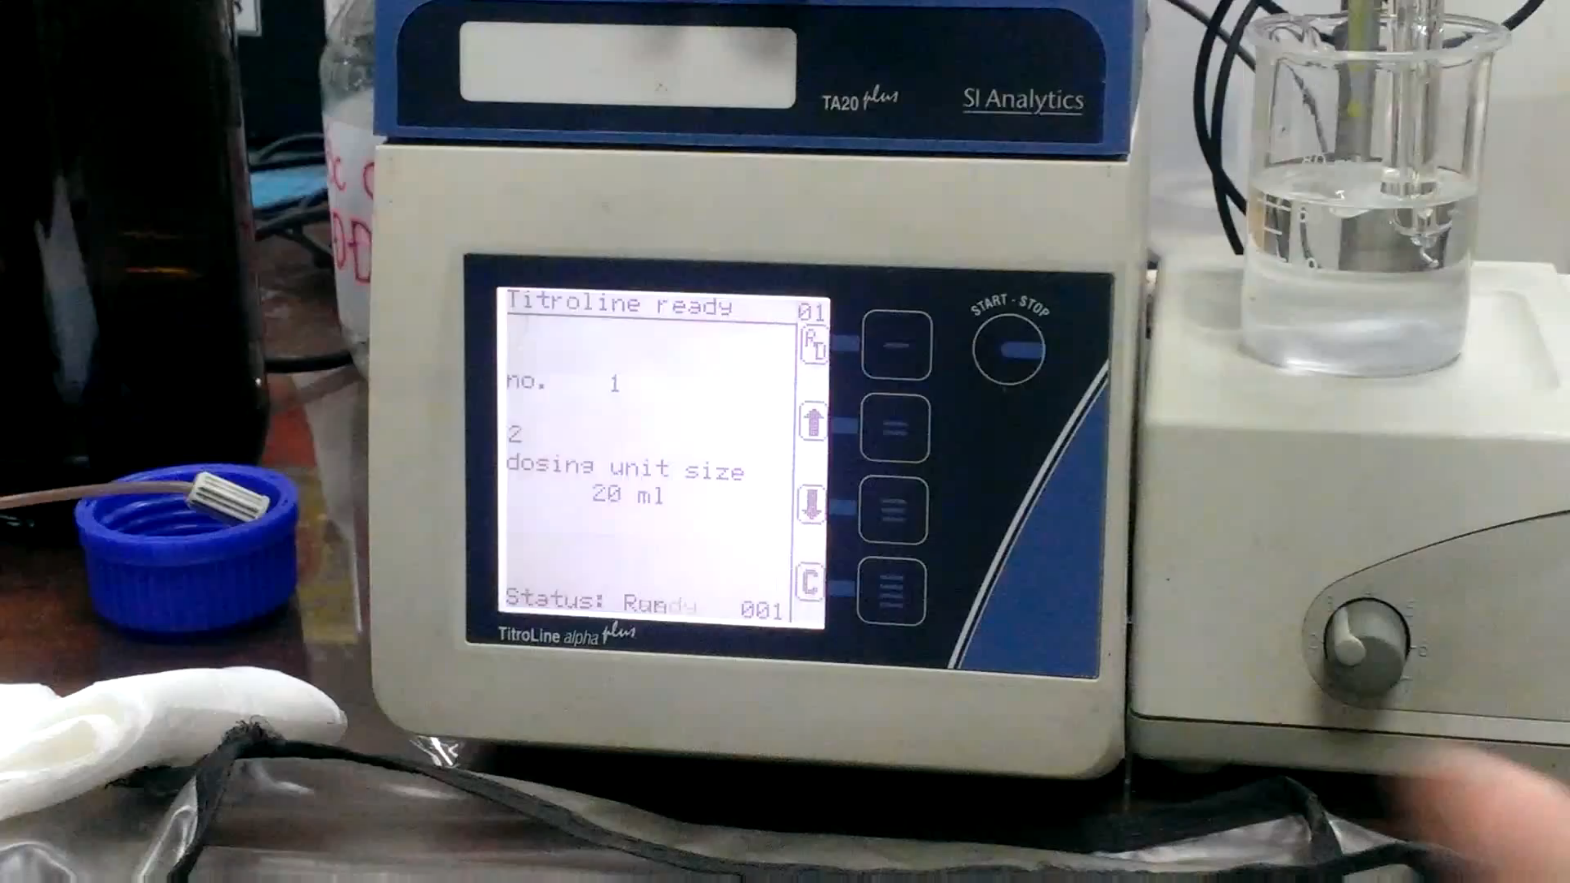 TA20 plus
SI Analytics
Titroline ready 01
no. 1
2
dosing unit size
20 ml
Status: 001
R D
C
START - STOP
TitroLine alpha plus